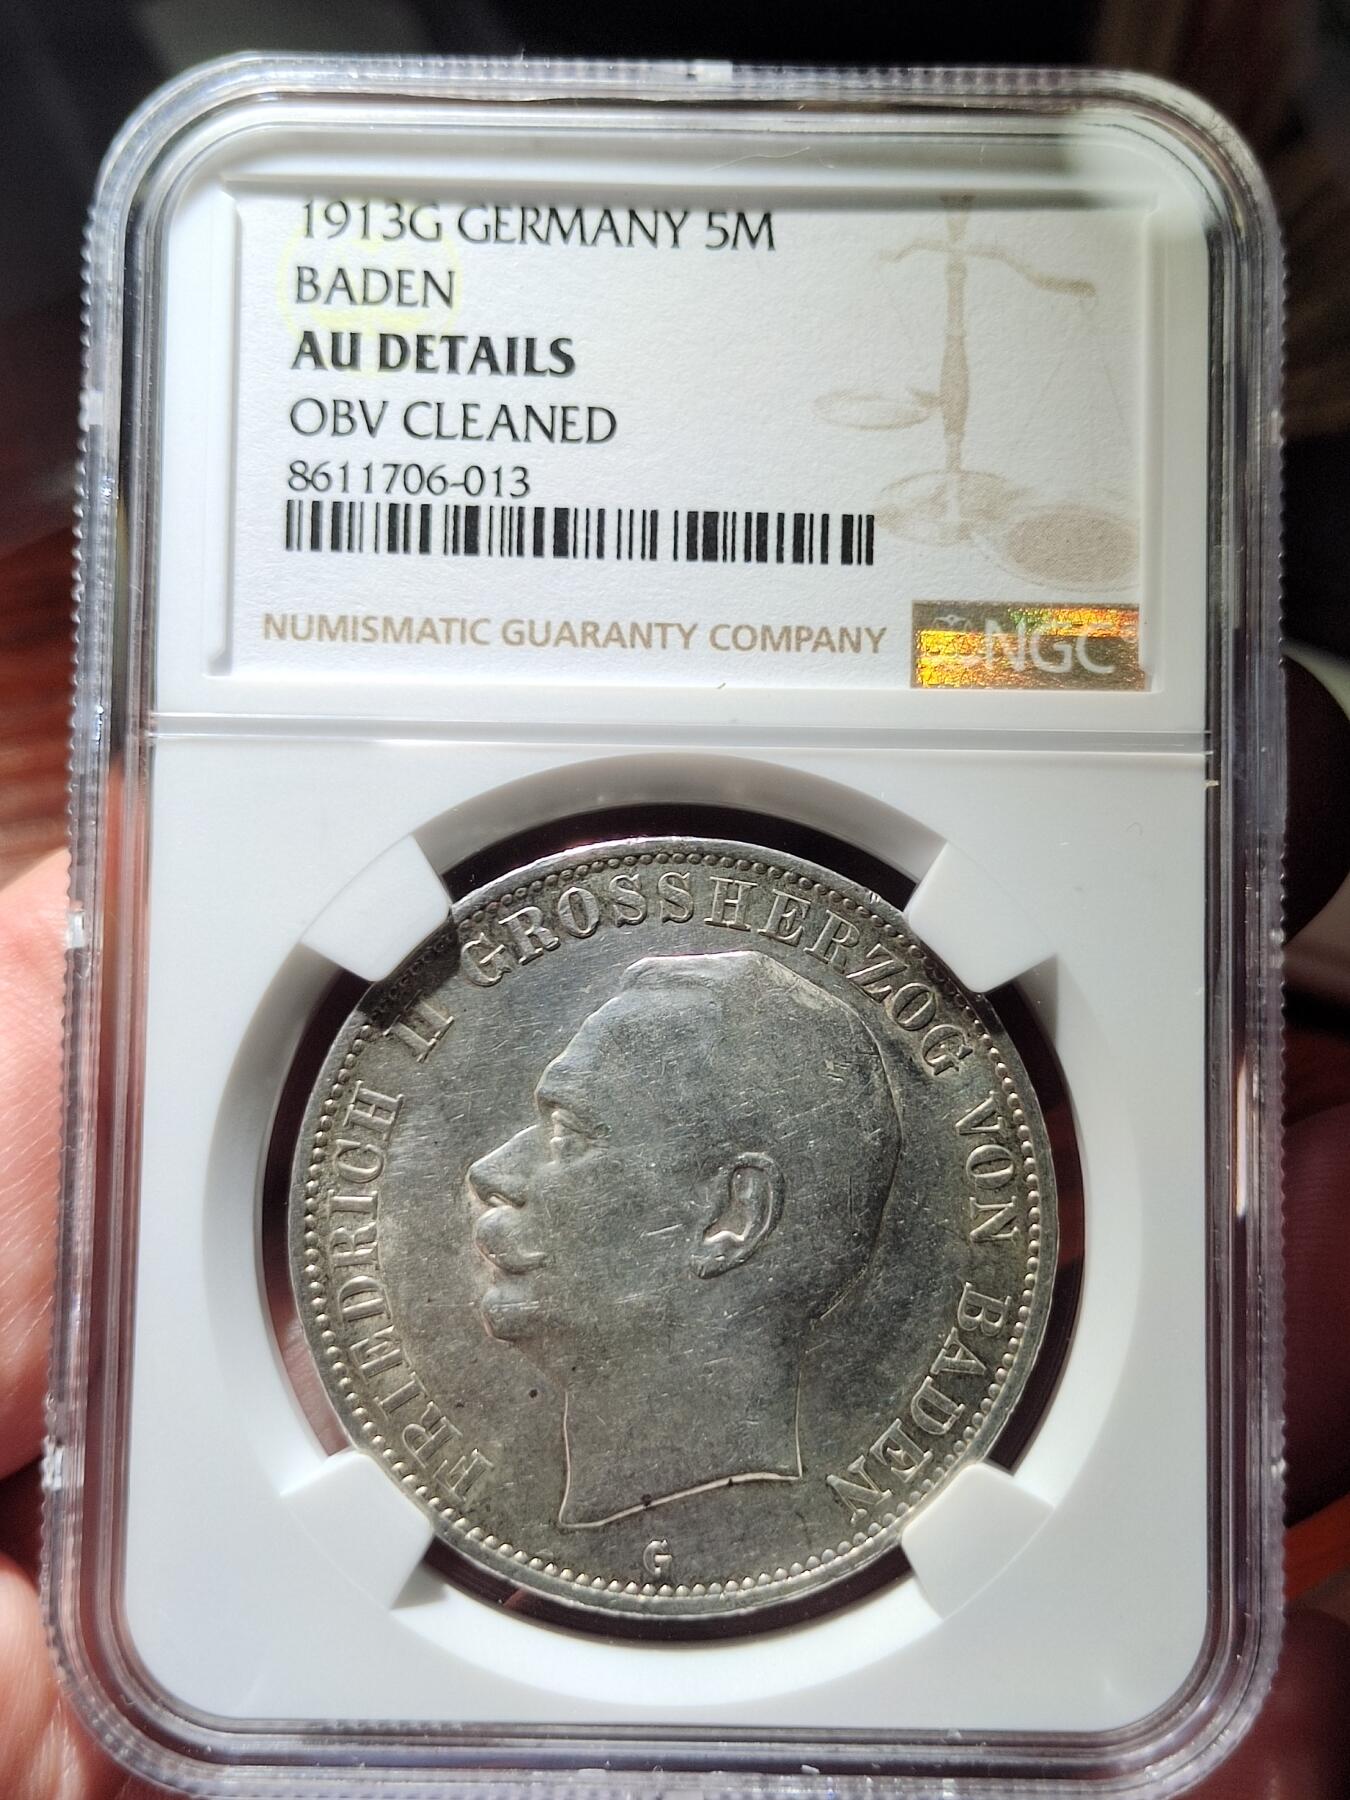 1913G GERMANY 5M
BADEN
AU DETAILS
OBV CLEANED
8611706-013
NUMISMATIC GUARANTY COMPANY
NGC
FRIEDRICH II GROSSHERZOG VON BADEN
G